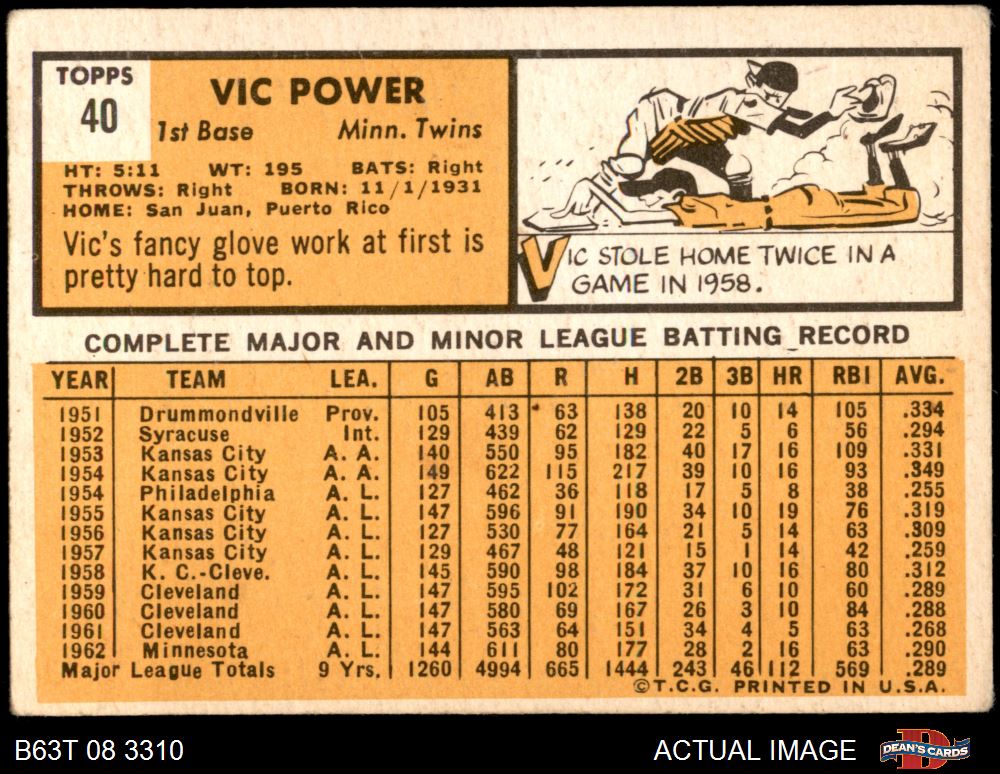 TOPPS
40
VIC POWER
1st Base Minn. Twins
HT: 5:11 WT: 195 BATS: Right
THROWS: Right BORN: 11/1/1931
HOME: San Juan, Puerto Rico
Vic's fancy glove work at first is
pretty hard to top.
VIC STOLE HOME TWICE IN A
GAME IN 1958.
COMPLETE MAJOR AND MINOR LEAGUE BATTING RECORD
YEAR TEAM LEA. G AB R H 2B 3B HR RBI AVG.
1951 Drummondville Prov. 105 413 63 138 20 10 14 105 .334
1952 Syracuse Int. 129 439 62 129 22 5 6 56 .294
1953 Kansas City A. A. 140 550 95 182 40 17 16 109 .331
1954 Kansas City A. A. 149 622 115 217 39 10 16 93 .349
1954 Philadelphia A. L. 127 462 36 118 17 5 8 38 .255
1955 Kansas City A. L. 147 596 91 190 34 10 19 76 .319
1956 Kansas City A. L. 127 530 77 164 21 5 14 63 .309
1957 Kansas City A. L. 129 467 48 121 15 1 14 42 .259
1958 K. C.-Cleve. A. L. 145 590 98 184 37 10 16 80 .312
1959 Cleveland A. L. 147 595 102 172 31 6 10 60 .289
1960 Cleveland A. L. 147 580 69 167 26 3 10 84 .288
1961 Cleveland A. L. 147 563 64 151 34 4 5 63 .268
1962 Minnesota A. L. 144 611 80 177 28 2 16 63 .290
Major League Totals 9 Yrs. 1260 4994 665 1444 243 46 112 569 .289
©T.C.G. PRINTED IN U.S.A.
B63T 08 3310 ACTUAL IMAGE DEAN'S CARDS